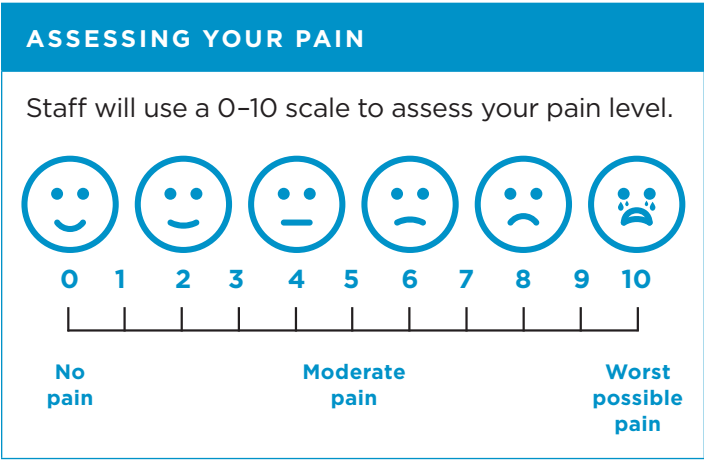 ASSESSING YOUR PAIN
Staff will use a 0–10 scale to assess your pain level.
0 1 2 3 4 5 6 7 8 9 10
No pain
Moderate pain
Worst possible pain